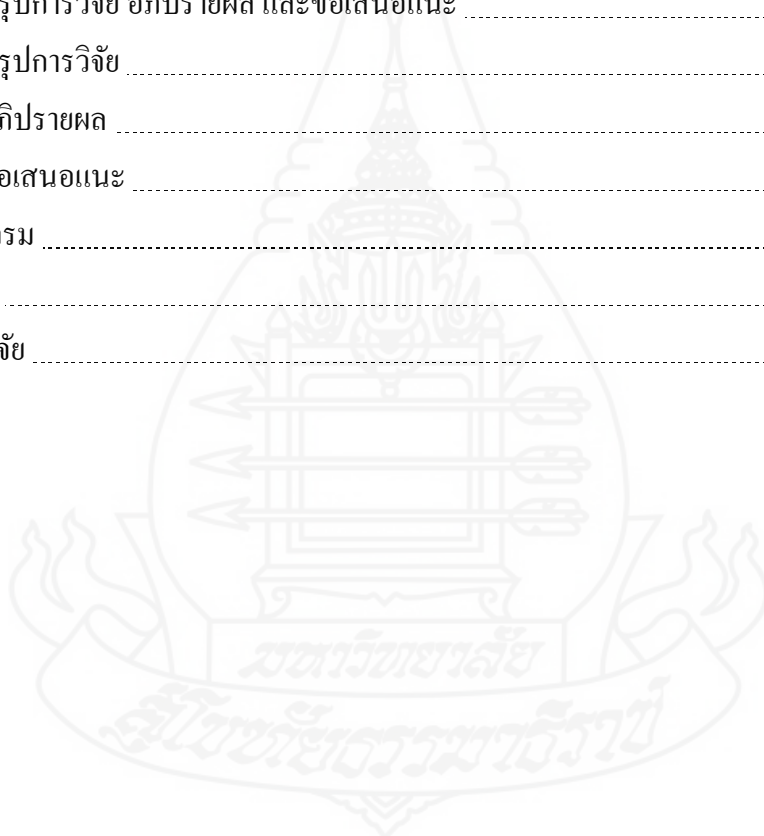 รุปการวิจัย อภิปรายผล และข้อเสนอแนะ
รุปการวิจัย
ภิปรายผล
อเสนอแนะ
รม
จัย
มหาวิทยาลัย
สุโขทัยธรรมาธิราช